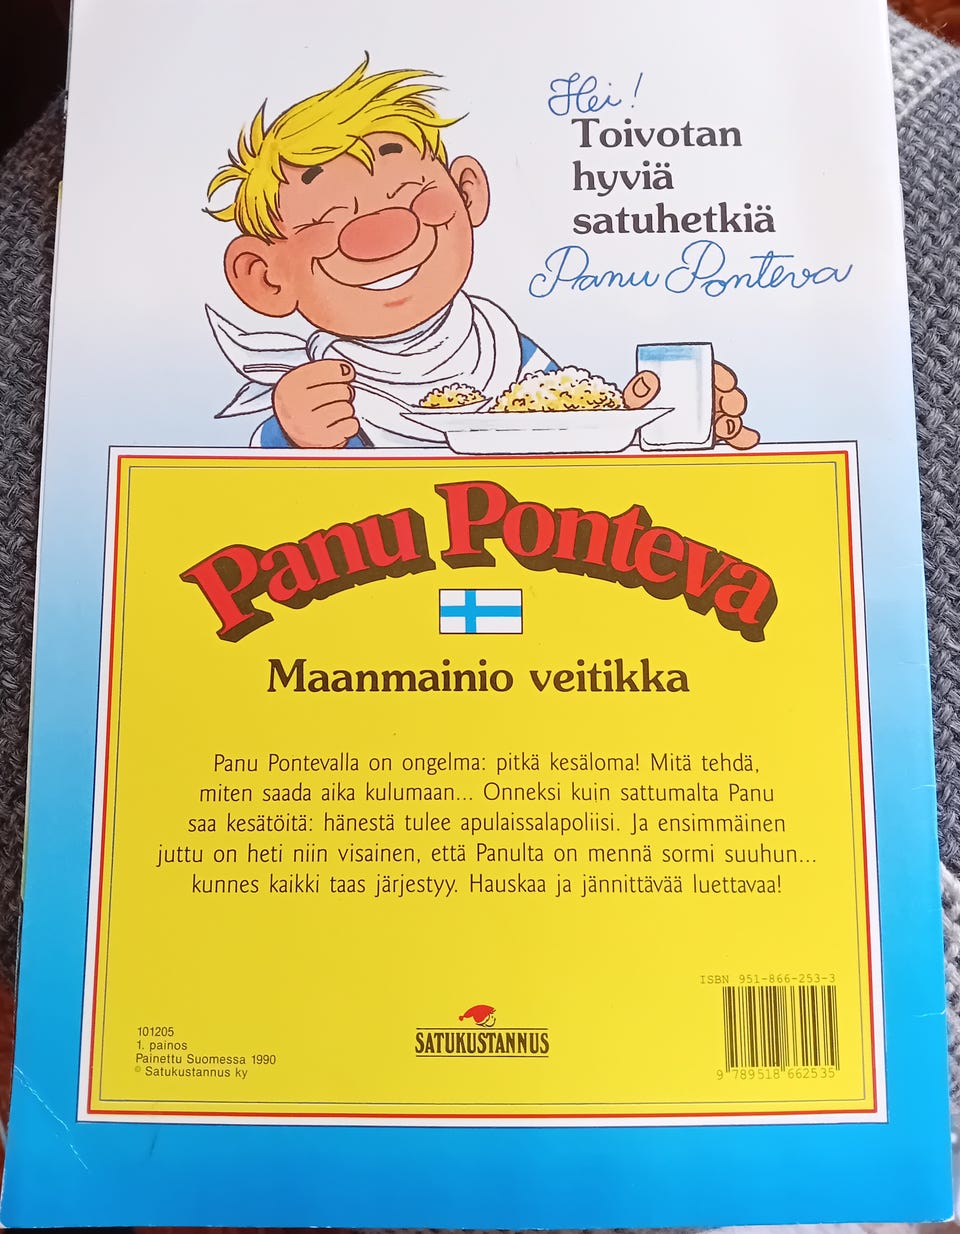 Hei!
Toivotan
hyviä
satuhetkiä
Panu Ponteva
Panu Ponteva
Maanmainio veitikka
Panu Pontevalla on ongelma: pitkä kesäloma! Mitä tehdä,
miten saada aika kulumaan... Onneksi kuin sattumalta Panu
saa kesätöitä: hänestä tulee apulaissalapoliisi. Ja ensimmäinen
juttu on heti niin visainen, että Panulta on mennä sormi suuhun...
kunnes kaikki taas järjestyy. Hauskaa ja jännittävää luettavaa!
101205
1. painos
Painettu Suomessa 1990
© Satukustannus ky
SATUKUSTANNUS
ISBN 951-866-253-3
9 789518 662535